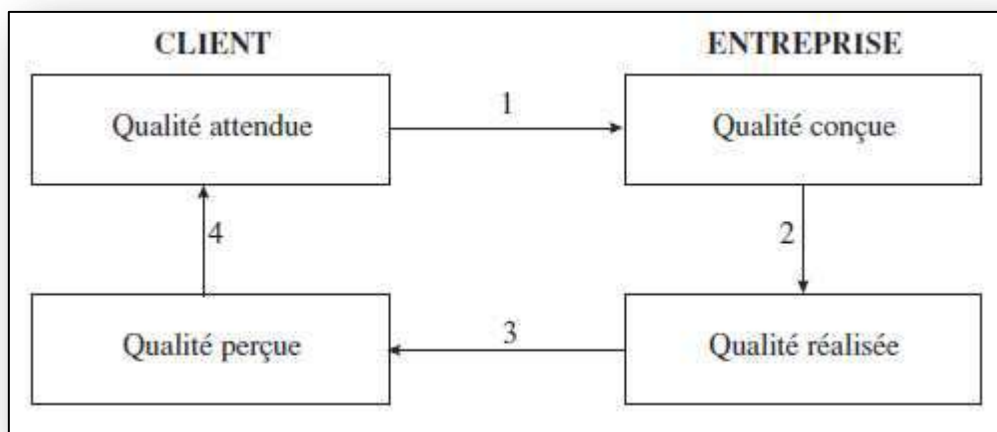 CLIENT
ENTREPRISE
Qualité attendue
1
Qualité conçue
4
2
Qualité perçue
3
Qualité réalisée